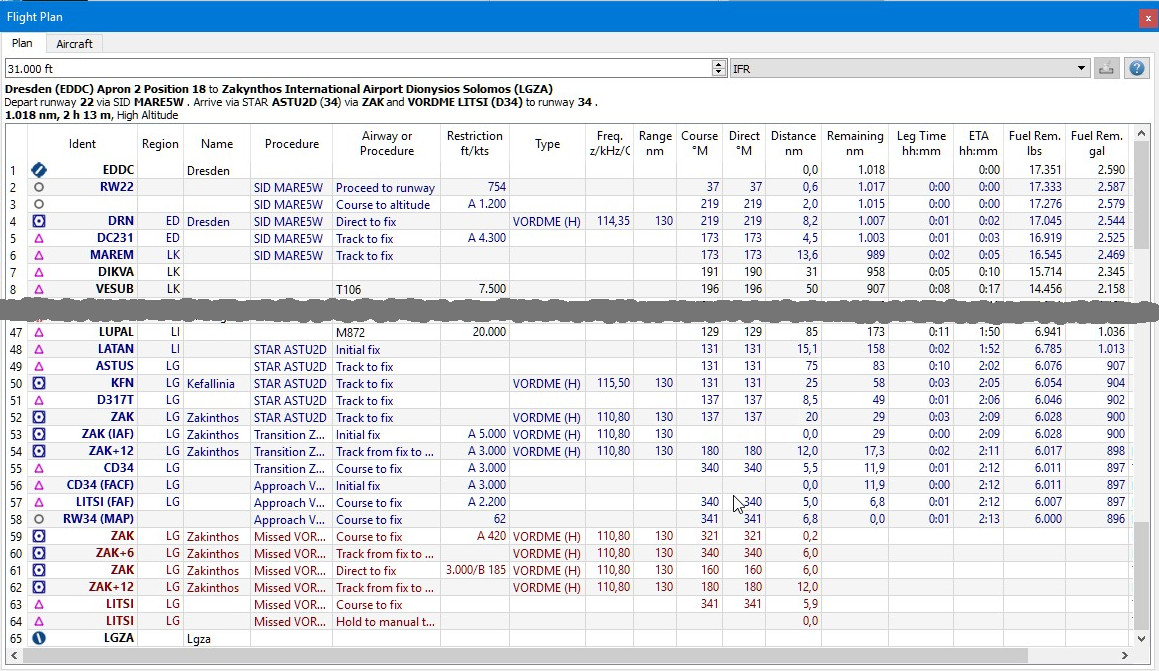 Flight Plan
Plan Aircraft
31.000 ft IFR
Dresden (EDDC) Apron 2 Position 18 to Zakynthos International Airport Dionysios Solomos (LGZA)
Depart runway 22 via SID MARE5W . Arrive via STAR ASTU2D (34) via ZAK and VORDME LITSI (D34) to runway 34 .
1.018 nm, 2 h 13 m, High Altitude
Ident Region Name Procedure Airway or Procedure Restriction ft/kts Type Freq. z/kHz/C Range nm Course °M Direct °M Distance nm Remaining nm Leg Time hh:mm ETA hh:mm Fuel Rem. lbs Fuel Rem. gal
1 EDDC Dresden 0,0 1.018 0:00 17.351 2.590
2 RW22 SID MARE5W Proceed to runway 754 37 37 0,6 1.017 0:00 0:00 17.333 2.587
3 SID MARE5W Course to altitude A 1.200 219 219 2,0 1.015 0:00 0:00 17.276 2.579
4 DRN ED Dresden SID MARE5W Direct to fix VORDME (H) 114,35 130 219 219 8,2 1.007 0:01 0:02 17.045 2.544
5 DC231 ED SID MARE5W Track to fix A 4.300 173 173 4,5 1.003 0:01 0:03 16.919 2.525
6 MAREM LK SID MARE5W Track to fix 173 173 13,6 989 0:02 0:05 16.545 2.469
7 DIKVA LK 191 190 31 958 0:05 0:10 15.714 2.345
8 VESUB LK T106 7.500 196 196 50 907 0:08 0:17 14.456 2.158
47 LUPAL LI M872 20.000 129 129 85 173 0:11 1:50 6.941 1.036
48 LATAN LI STAR ASTU2D Initial fix 131 131 15,1 158 0:02 1:52 6.785 1.013
49 ASTUS LG STAR ASTU2D Track to fix 131 131 75 83 0:10 2:02 6.076 907
50 KFN LG Kefallinia STAR ASTU2D Track to fix VORDME (H) 115,50 130 131 131 25 58 0:03 2:05 6.054 904
51 D317T LG STAR ASTU2D Track to fix 137 137 8,5 49 0:01 2:06 6.046 902
52 ZAK LG Zakinthos STAR ASTU2D Track to fix VORDME (H) 110,80 130 137 137 20 29 0:03 2:09 6.028 900
53 ZAK (IAF) LG Zakinthos Transition Z... Initial fix A 5.000 VORDME (H) 110,80 130 0,0 29 0:00 2:09 6.028 900
54 ZAK+12 LG Zakinthos Transition Z... Track from fix to ... A 3.000 VORDME (H) 110,80 130 180 180 12,0 17,3 0:02 2:11 6.017 898
55 CD34 LG Transition Z... Course to fix A 3.000 340 340 5,5 11,9 0:01 2:12 6.011 897
56 CD34 (FACF) LG Approach V... Initial fix A 3.000 0,0 11,9 0:00 2:12 6.011 897
57 LITSI (FAF) LG Approach V... Course to fix A 2.200 340 340 5,0 6,8 0:01 2:12 6.007 897
58 RW34 (MAP) Approach V... Course to fix 62 341 341 6,8 0,0 0:01 2:13 6.000 896
59 ZAK LG Zakinthos Missed VOR... Course to fix A 420 VORDME (H) 110,80 130 321 321 0,2
60 ZAK+6 LG Zakinthos Missed VOR... Track from fix to ... VORDME (H) 110,80 130 340 340 6,0
61 ZAK LG Zakinthos Missed VOR... Direct to fix 3.000/B 185 VORDME (H) 110,80 130 160 160 6,0
62 ZAK+12 LG Zakinthos Missed VOR... Track from fix to ... VORDME (H) 110,80 130 180 180 12,0
63 LITSI LG Missed VOR... Course to fix 341 341 5,9
64 LITSI LG Missed VOR... Hold to manual t... 0,0
65 LGZA Lgza